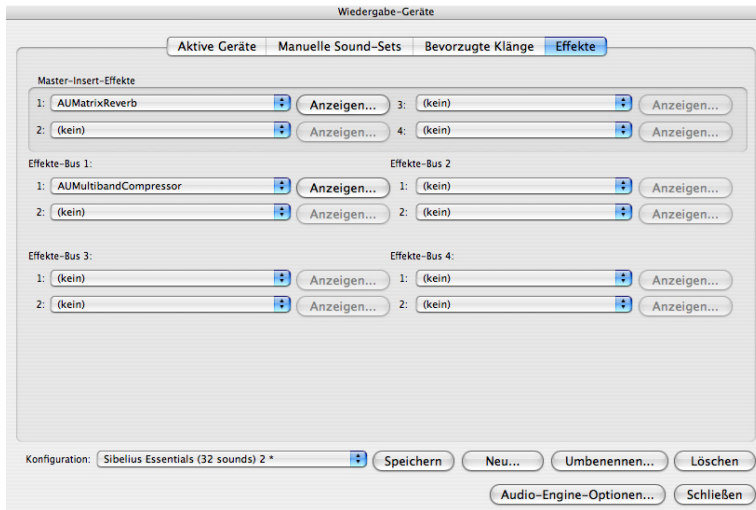 Wiedergabe-Geräte
Aktive Geräte Manuelle Sound-Sets Bevorzugte Klänge Effekte
Master-Insert-Effekte
1: AUMatrixReverb Anzeigen... 3: (kein) Anzeigen...
2: (kein) Anzeigen... 4: (kein) Anzeigen...
Effekte-Bus 1: Effekte-Bus 2
1: AUMultibandCompressor Anzeigen... 1: (kein) Anzeigen...
2: (kein) Anzeigen... 2: (kein) Anzeigen...
Effekte-Bus 3: Effekte-Bus 4:
1: (kein) Anzeigen... 1: (kein) Anzeigen...
2: (kein) Anzeigen... 2: (kein) Anzeigen...
Konfiguration: Sibelius Essentials (32 sounds) 2 * Speichern Neu... Umbenennen... Löschen
Audio-Engine-Optionen... Schließen